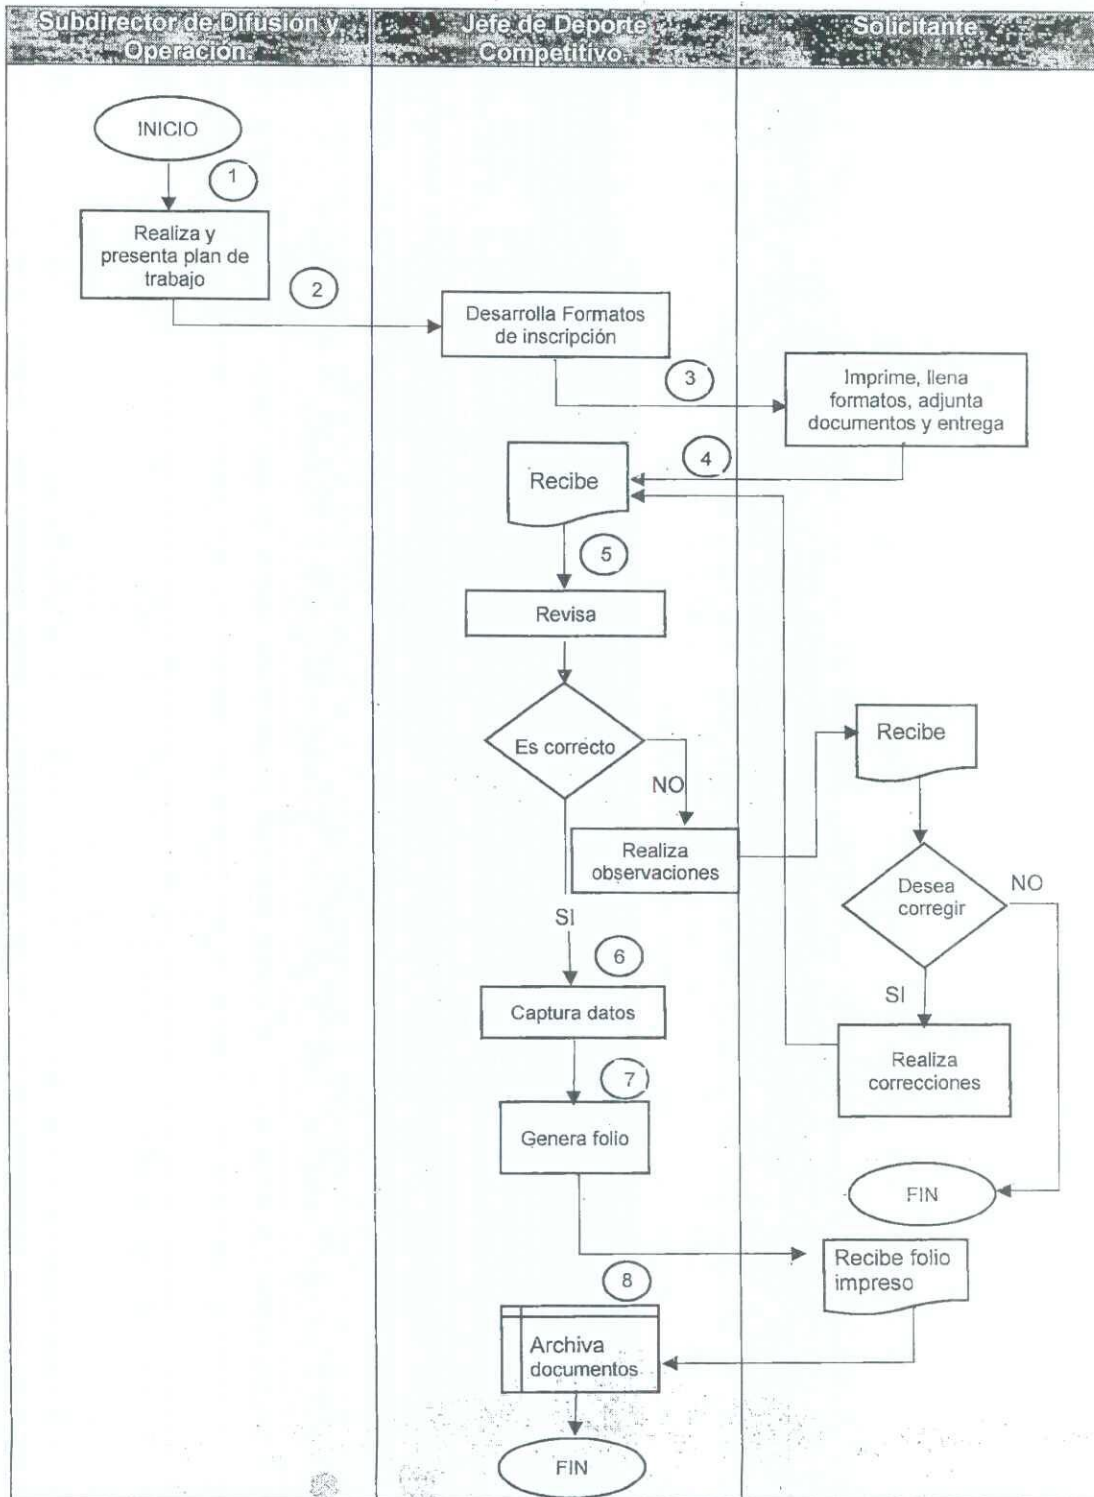 Subdirector de Difusión y
Operación.
Jefe de Deporte
Competitivo.
Solicitante
INICIO
1
Realiza y
presenta plan de
trabajo
2
Desarrolla Formatos
de inscripción
3
Imprime, llena
formatos, adjunta
documentos y entrega
4
Recibe
5
Revisa
Es correcto
NO
Realiza
observaciones
Recibe
Desea
corregir
NO
SI
Realiza
correcciones
SI
6
Captura datos
7
Genera folio
FIN
Recibe folio
impreso
8
Archiva
documentos
FIN